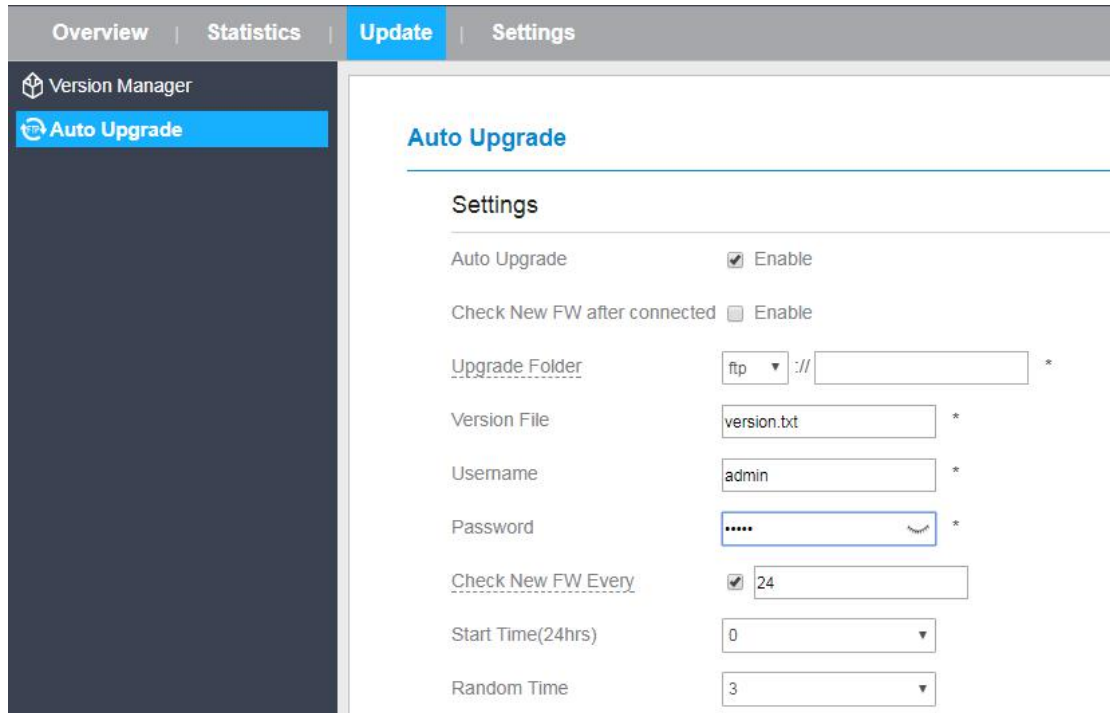 Overview | Statistics | Update | Settings
Version Manager
FTP Auto Upgrade
Auto Upgrade
Settings
Auto Upgrade Enable
Check New FW after connected Enable
Upgrade Folder ftp :// *
Version File version.txt *
Username admin *
Password ••••• *
Check New FW Every 24
Start Time(24hrs) 0
Random Time 3